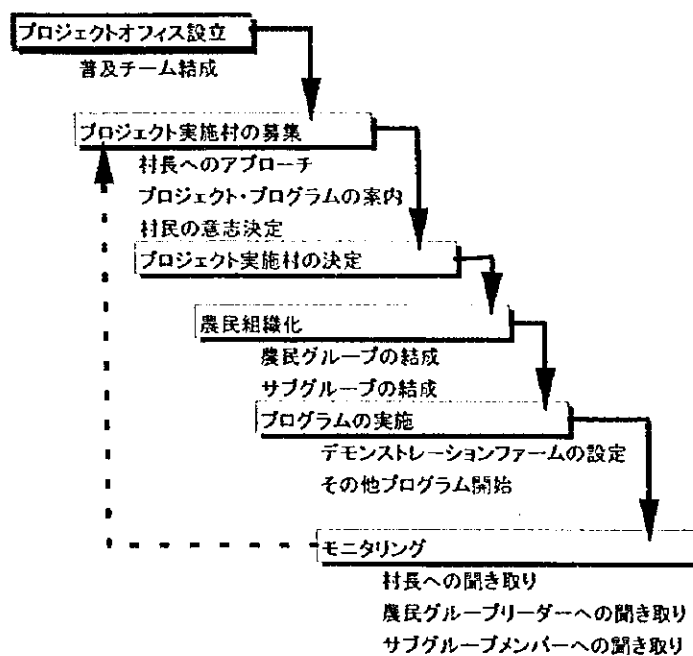 プロジェクトオフィス設立
普及チーム結成
プロジェクト実施村の募集
村長へのアプローチ
プロジェクト・プログラムの案内
村民の意志決定
プロジェクト実施村の決定
農民組織化
農民グループの結成
サブグループの結成
プログラムの実施
デモンストレーションファームの設定
その他プログラム開始
モニタリング
村長への聞き取り
農民グループリーダーへの聞き取り
サブグループメンバーへの聞き取り